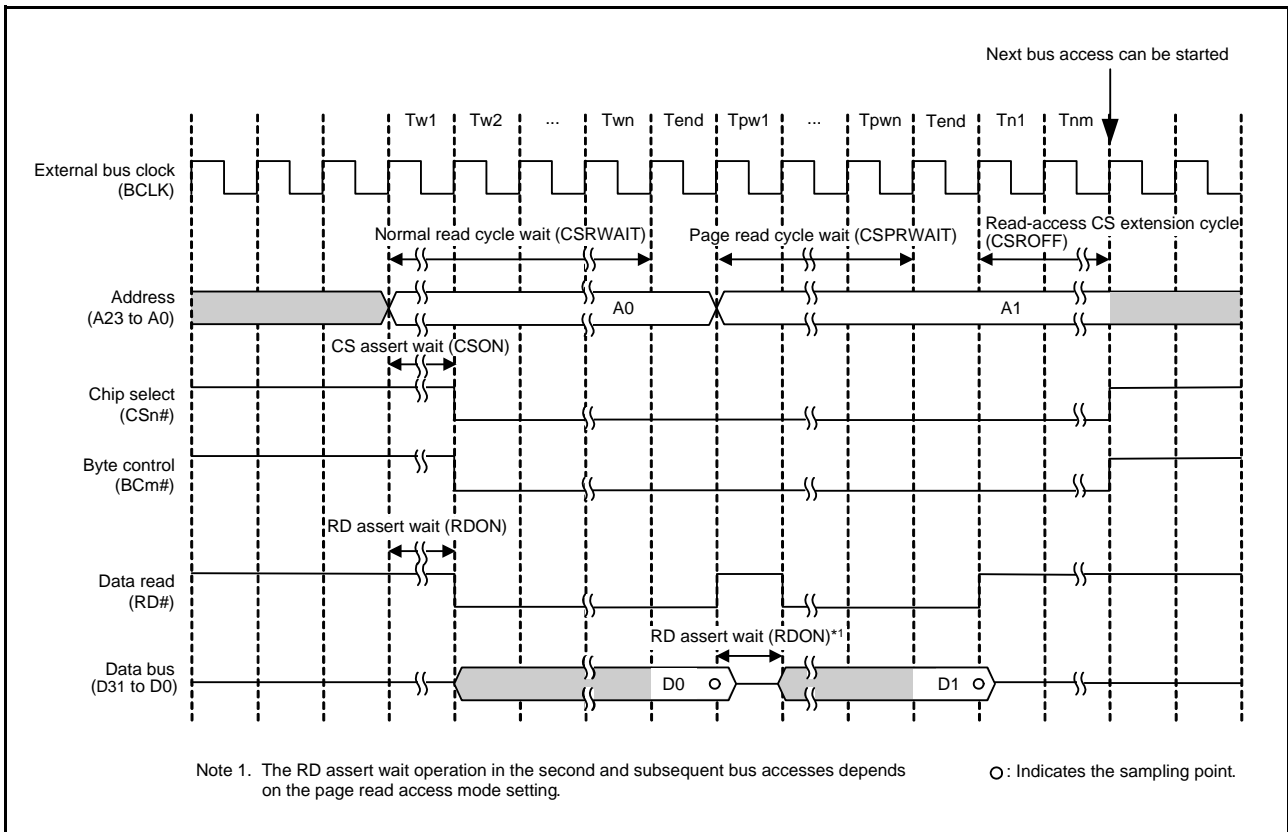 Next bus access can be started
Tw1 Tw2 ... Twn Tend Tpw1 ... Tpwn Tend Tn1 Tnm
External bus clock
(BCLK)
Normal read cycle wait (CSRWAIT)
Page read cycle wait (CSPRWAIT)
Read-access CS extension cycle
(CSROFF)
Address
(A23 to A0)
A0
A1
CS assert wait (CSON)
Chip select
(CSn#)
Byte control
(BCm#)
RD assert wait (RDON)
Data read
(RD#)
RD assert wait (RDON)*1
Data bus
(D31 to D0)
D0
D1
Note 1. The RD assert wait operation in the second and subsequent bus accesses depends
on the page read access mode setting.
: Indicates the sampling point.